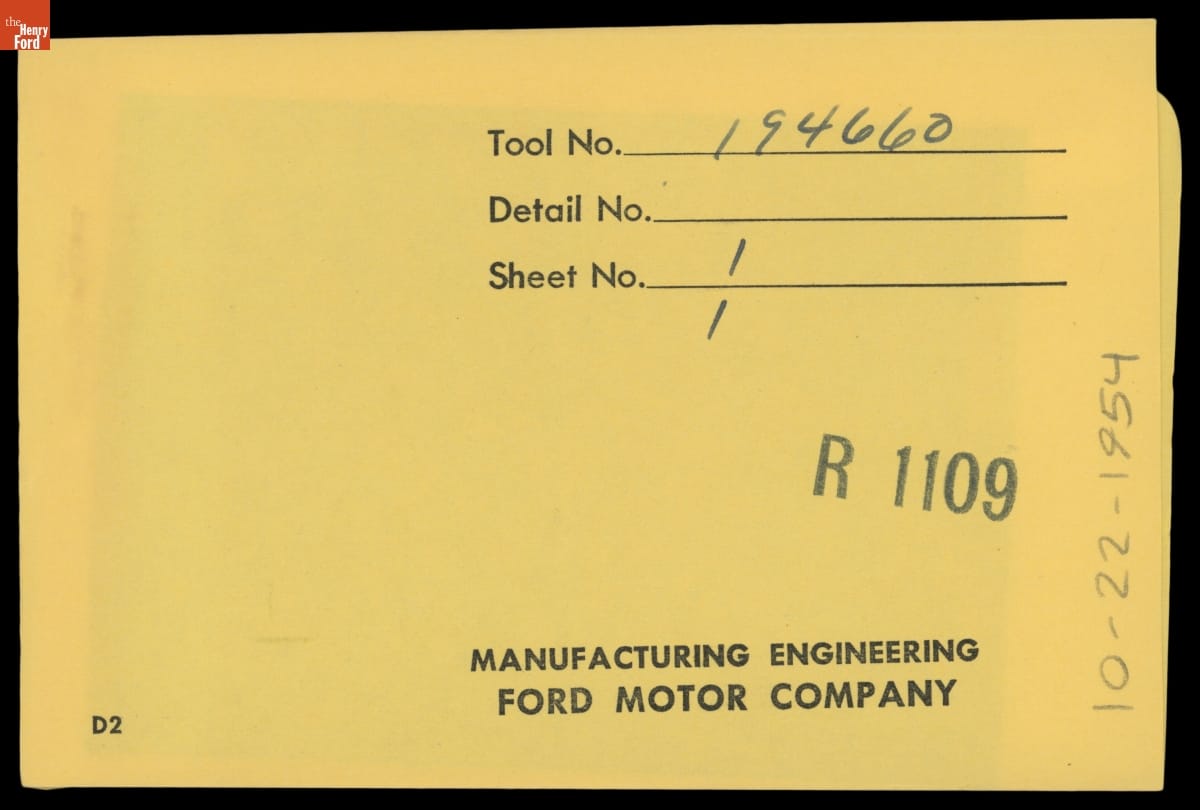 the
Henry
Ford
Tool No. 194660
Detail No.
Sheet No. 1
1
R 1109
10-22-1954
MANUFACTURING ENGINEERING
FORD MOTOR COMPANY
D2